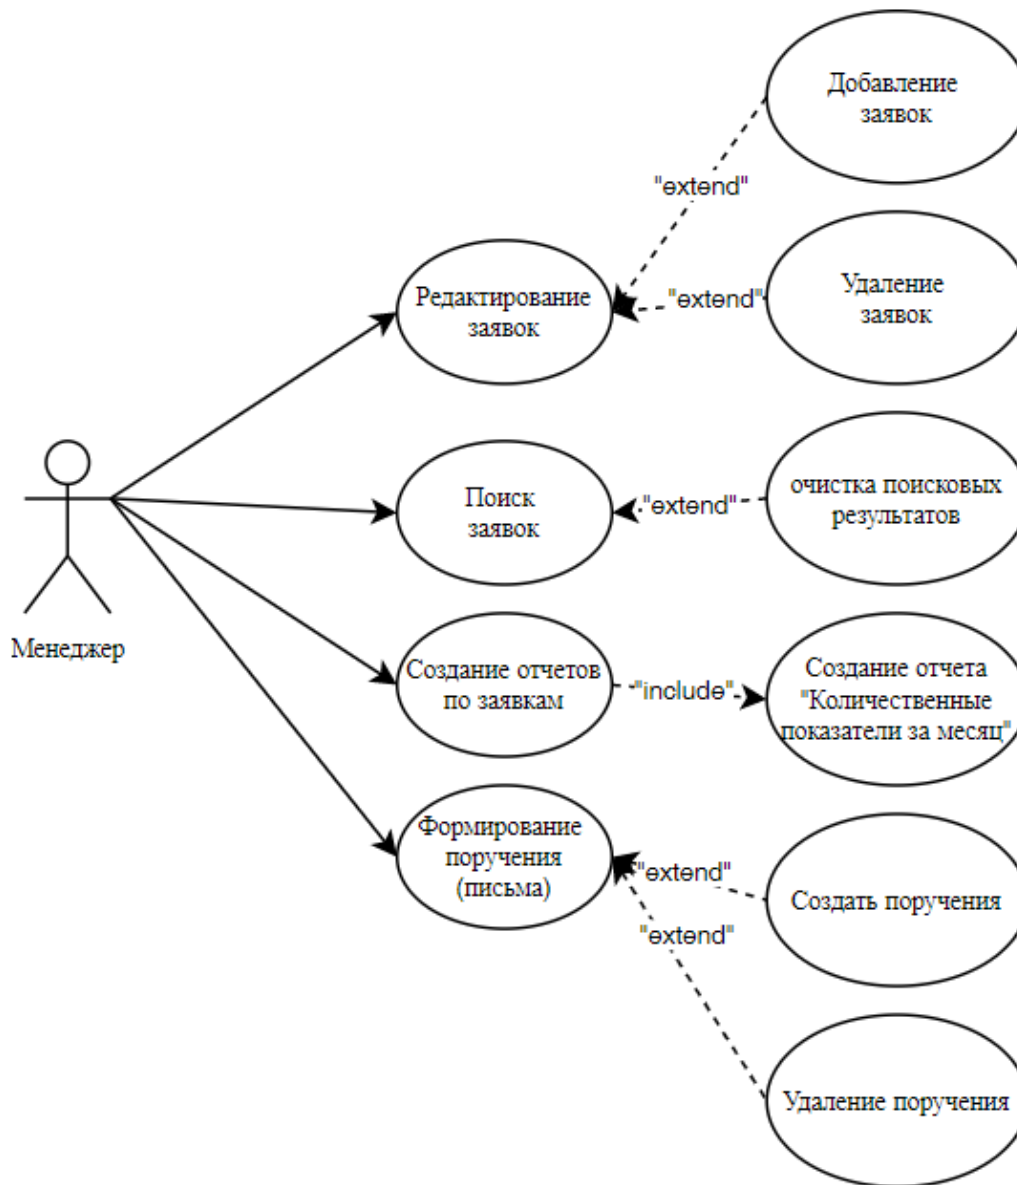 Добавление
заявок
"extend"
Редактирование
заявок
"extend"
Удаление
заявок
Менеджер
Поиск
заявок
"extend"
очистка поисковых
результатов
Создание отчетов
по заявкам
"include"
Создание отчета
"Количественные
показатели за месяц"
Формирование
поручения
(письма)
"extend"
Создать поручения
"extend"
Удаление поручения